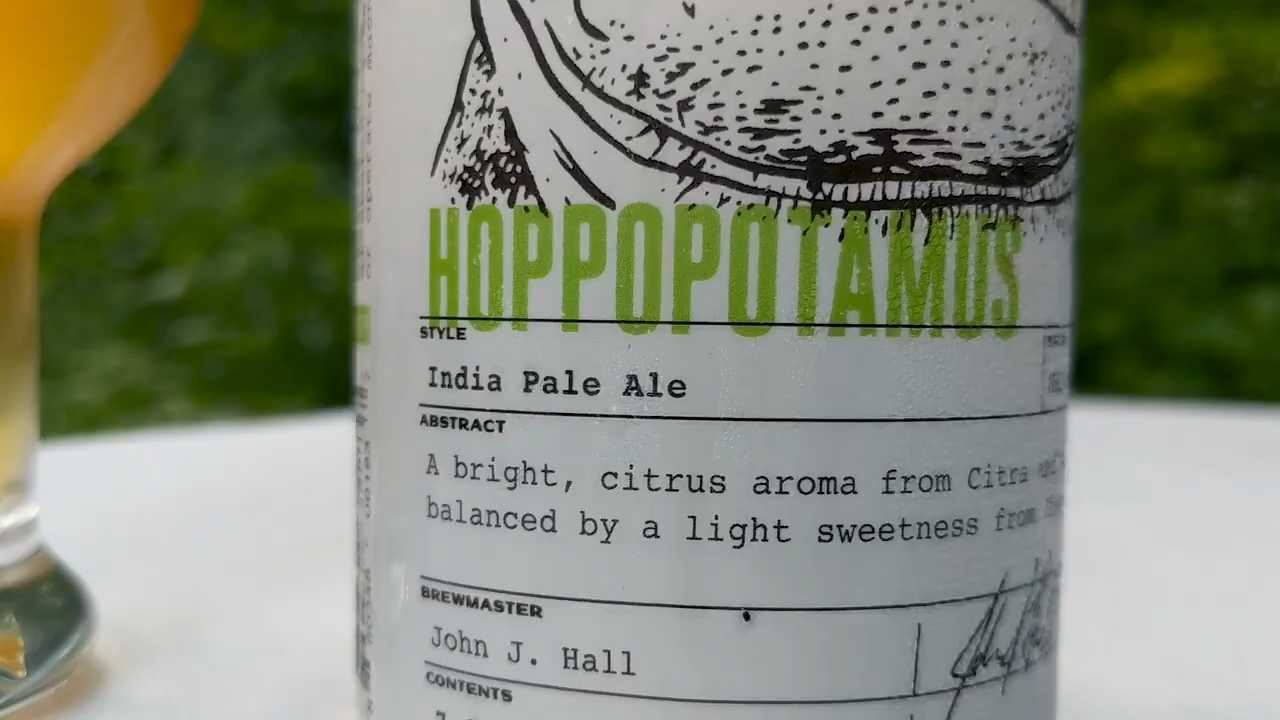 HOPPOPOTAMUS
STYLE
India Pale Ale
ABSTRACT
A bright, citrus aroma from Citra
balanced by a light sweetness from
BREWMASTER
John J. Hall
CONTENTS